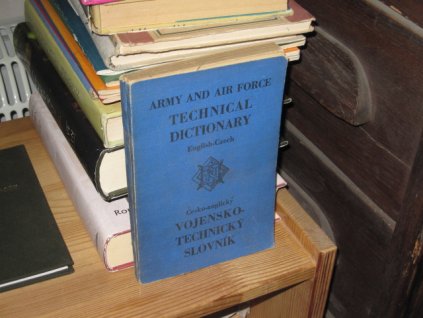 ARMY AND AIR FORCE
TECHNICAL
DICTIONARY
English-Czech
Česko-anglický
VOJENSKO-
TECHNICKÝ
SLOVNÍK